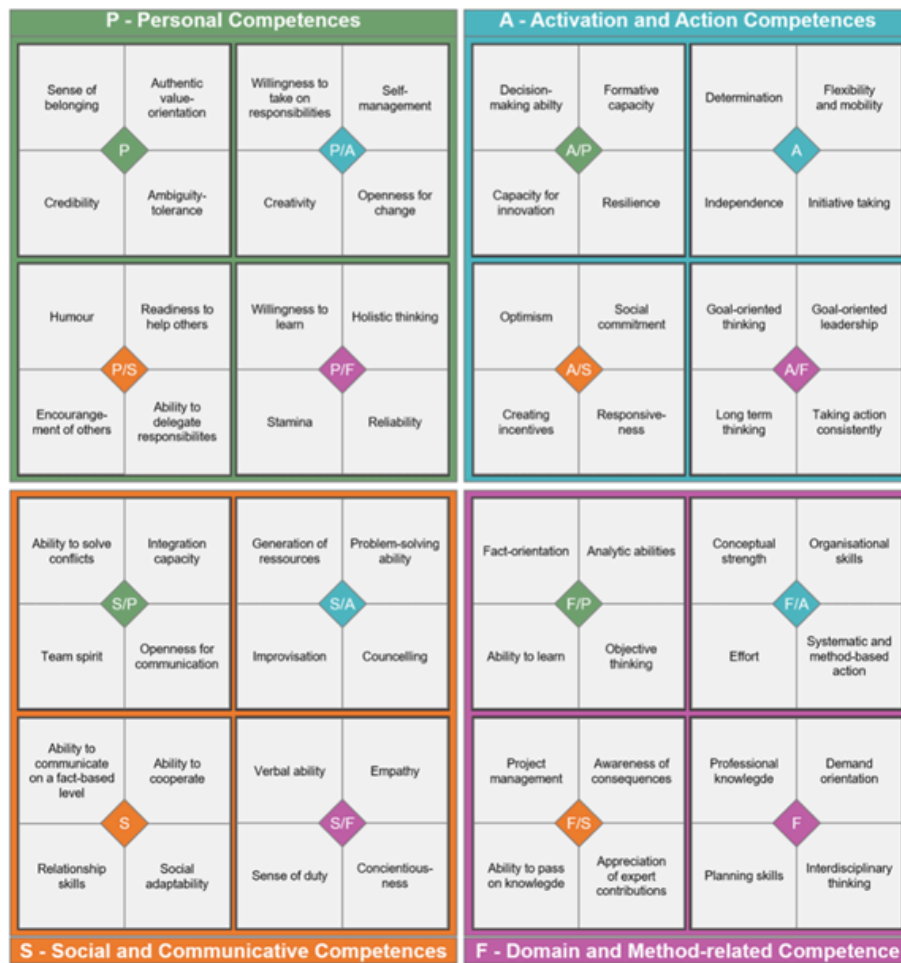 P - Personal Competences
Sense of
belonging
Authentic
value-
orientation
P
Credibility
Ambiguity-
tolerance
Willingness to
take on
responsibilities
Self-
management
P/A
Creativity
Openness for
change
Humour
Readiness to
help others
P/S
Encourange-
ment of others
Ability to
delegate
responsibilites
Willingness to
learn
Holistic thinking
P/F
Stamina
Reliability
A - Activation and Action Competences
Decision-
making abilty
Formative
capacity
A/P
Capacity for
innovation
Resilience
Determination
Flexibility
and mobility
A
Independence
Initiative taking
Optimism
Social
commitment
A/S
Creating
incentives
Responsive-
ness
Goal-oriented
thinking
Goal-oriented
leadership
A/F
Long term
thinking
Taking action
consistently
Ability to solve
conflicts
Integration
capacity
S/P
Team spirit
Openness for
communication
Generation of
ressources
Problem-solving
ability
S/A
Improvisation
Councelling
Ability to
communicate
on a fact-based
level
Ability to
cooperate
S
Relationship
skills
Social
adaptability
Verbal ability
Empathy
S/F
Sense of duty
Concientious-
ness
S - Social and Communicative Competences
Fact-orientation
Analytic abilities
F/P
Ability to learn
Objective
thinking
Conceptual
strength
Organisational
skills
F/A
Effort
Systematic and
method-based
action
Project
management
Awareness of
consequences
F/S
Ability to pass
on knowlegde
Appreciation
of expert
contributions
Professional
knowlegde
Demand
orientation
F
Planning skills
Interdisciplinary
thinking
F - Domain and Method-related Competence